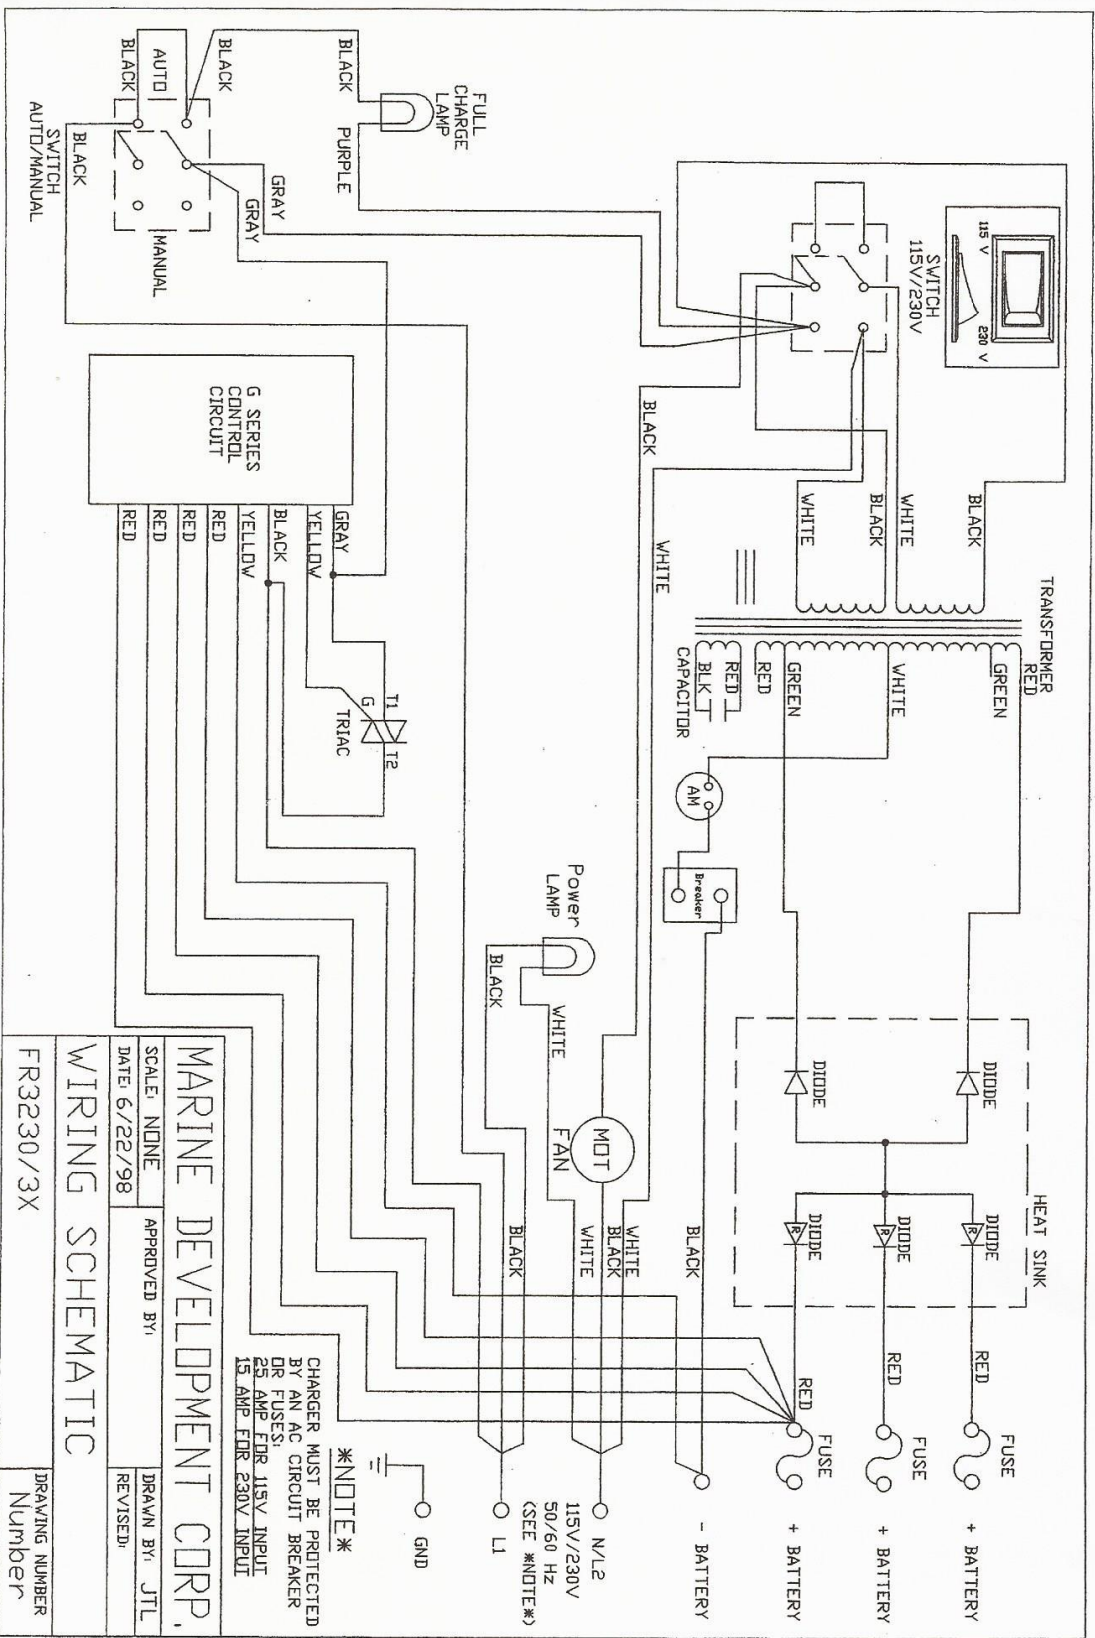 115 V
230 V
SWITCH
115V/230V
BLACK
WHITE
BLACK
WHITE
TRANSFORMER
RED
GREEN
WHITE
GREEN
RED
RED
BLK
CAPACITOR
AM
Breaker
HEAT SINK
DIODE
DIODE
DIODE
DIODE
DIODE
R
R
R
RED
RED
RED
FUSE
FUSE
FUSE
+ BATTERY
+ BATTERY
+ BATTERY
- BATTERY
BLACK
FULL
CHARGE
LAMP
BLACK
PURPLE
BLACK
WHITE
Power
LAMP
BLACK
WHITE
MOT
FAN
WHITE
BLACK
WHITE
BLACK
N/L2
115V/230V
50/60 Hz
(SEE *NOTE*)
L1
GND
BLACK
BLACK
AUTO
MANUAL
GRAY
GRAY
BLACK
SWITCH
AUTO/MANUAL
G SERIES
CONTROL
CIRCUIT
GRAY
YELLOW
BLACK
YELLOW
RED
RED
RED
RED
T1
G
T2
TRIAC
*NOTE*
CHARGER MUST BE PROTECTED
BY AN AC CIRCUIT BREAKER
OR FUSES:
25 AMP FOR 115V INPUT
15 AMP FOR 230V INPUT
MARINE DEVELOPMENT CORP.
SCALE: NONE
APPROVED BY:
DRAWN BY: JTL
DATE: 6/22/98
REVISED:
WIRING SCHEMATIC
FR3230/3X
DRAWING NUMBER
Number